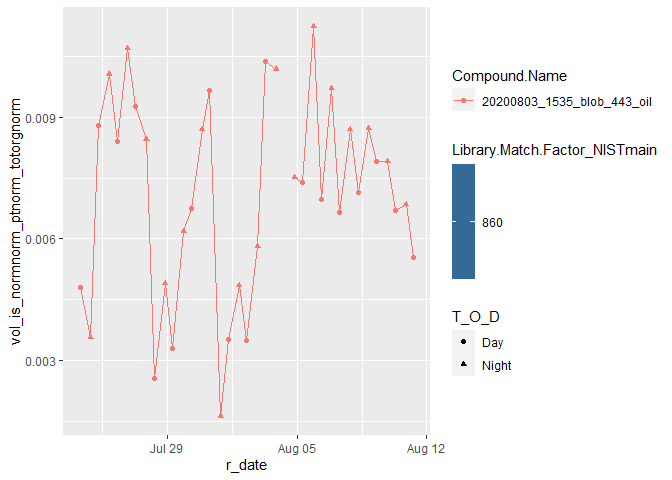 vol_is_normnorm_ptnorm_totorgnorm
0.009
0.006
0.003
Jul 29
Aug 05
Aug 12
r_date
Compound.Name
20200803_1535_blob_443_oil
Library.Match.Factor_NISTmain
860
T_O_D
Day
Night